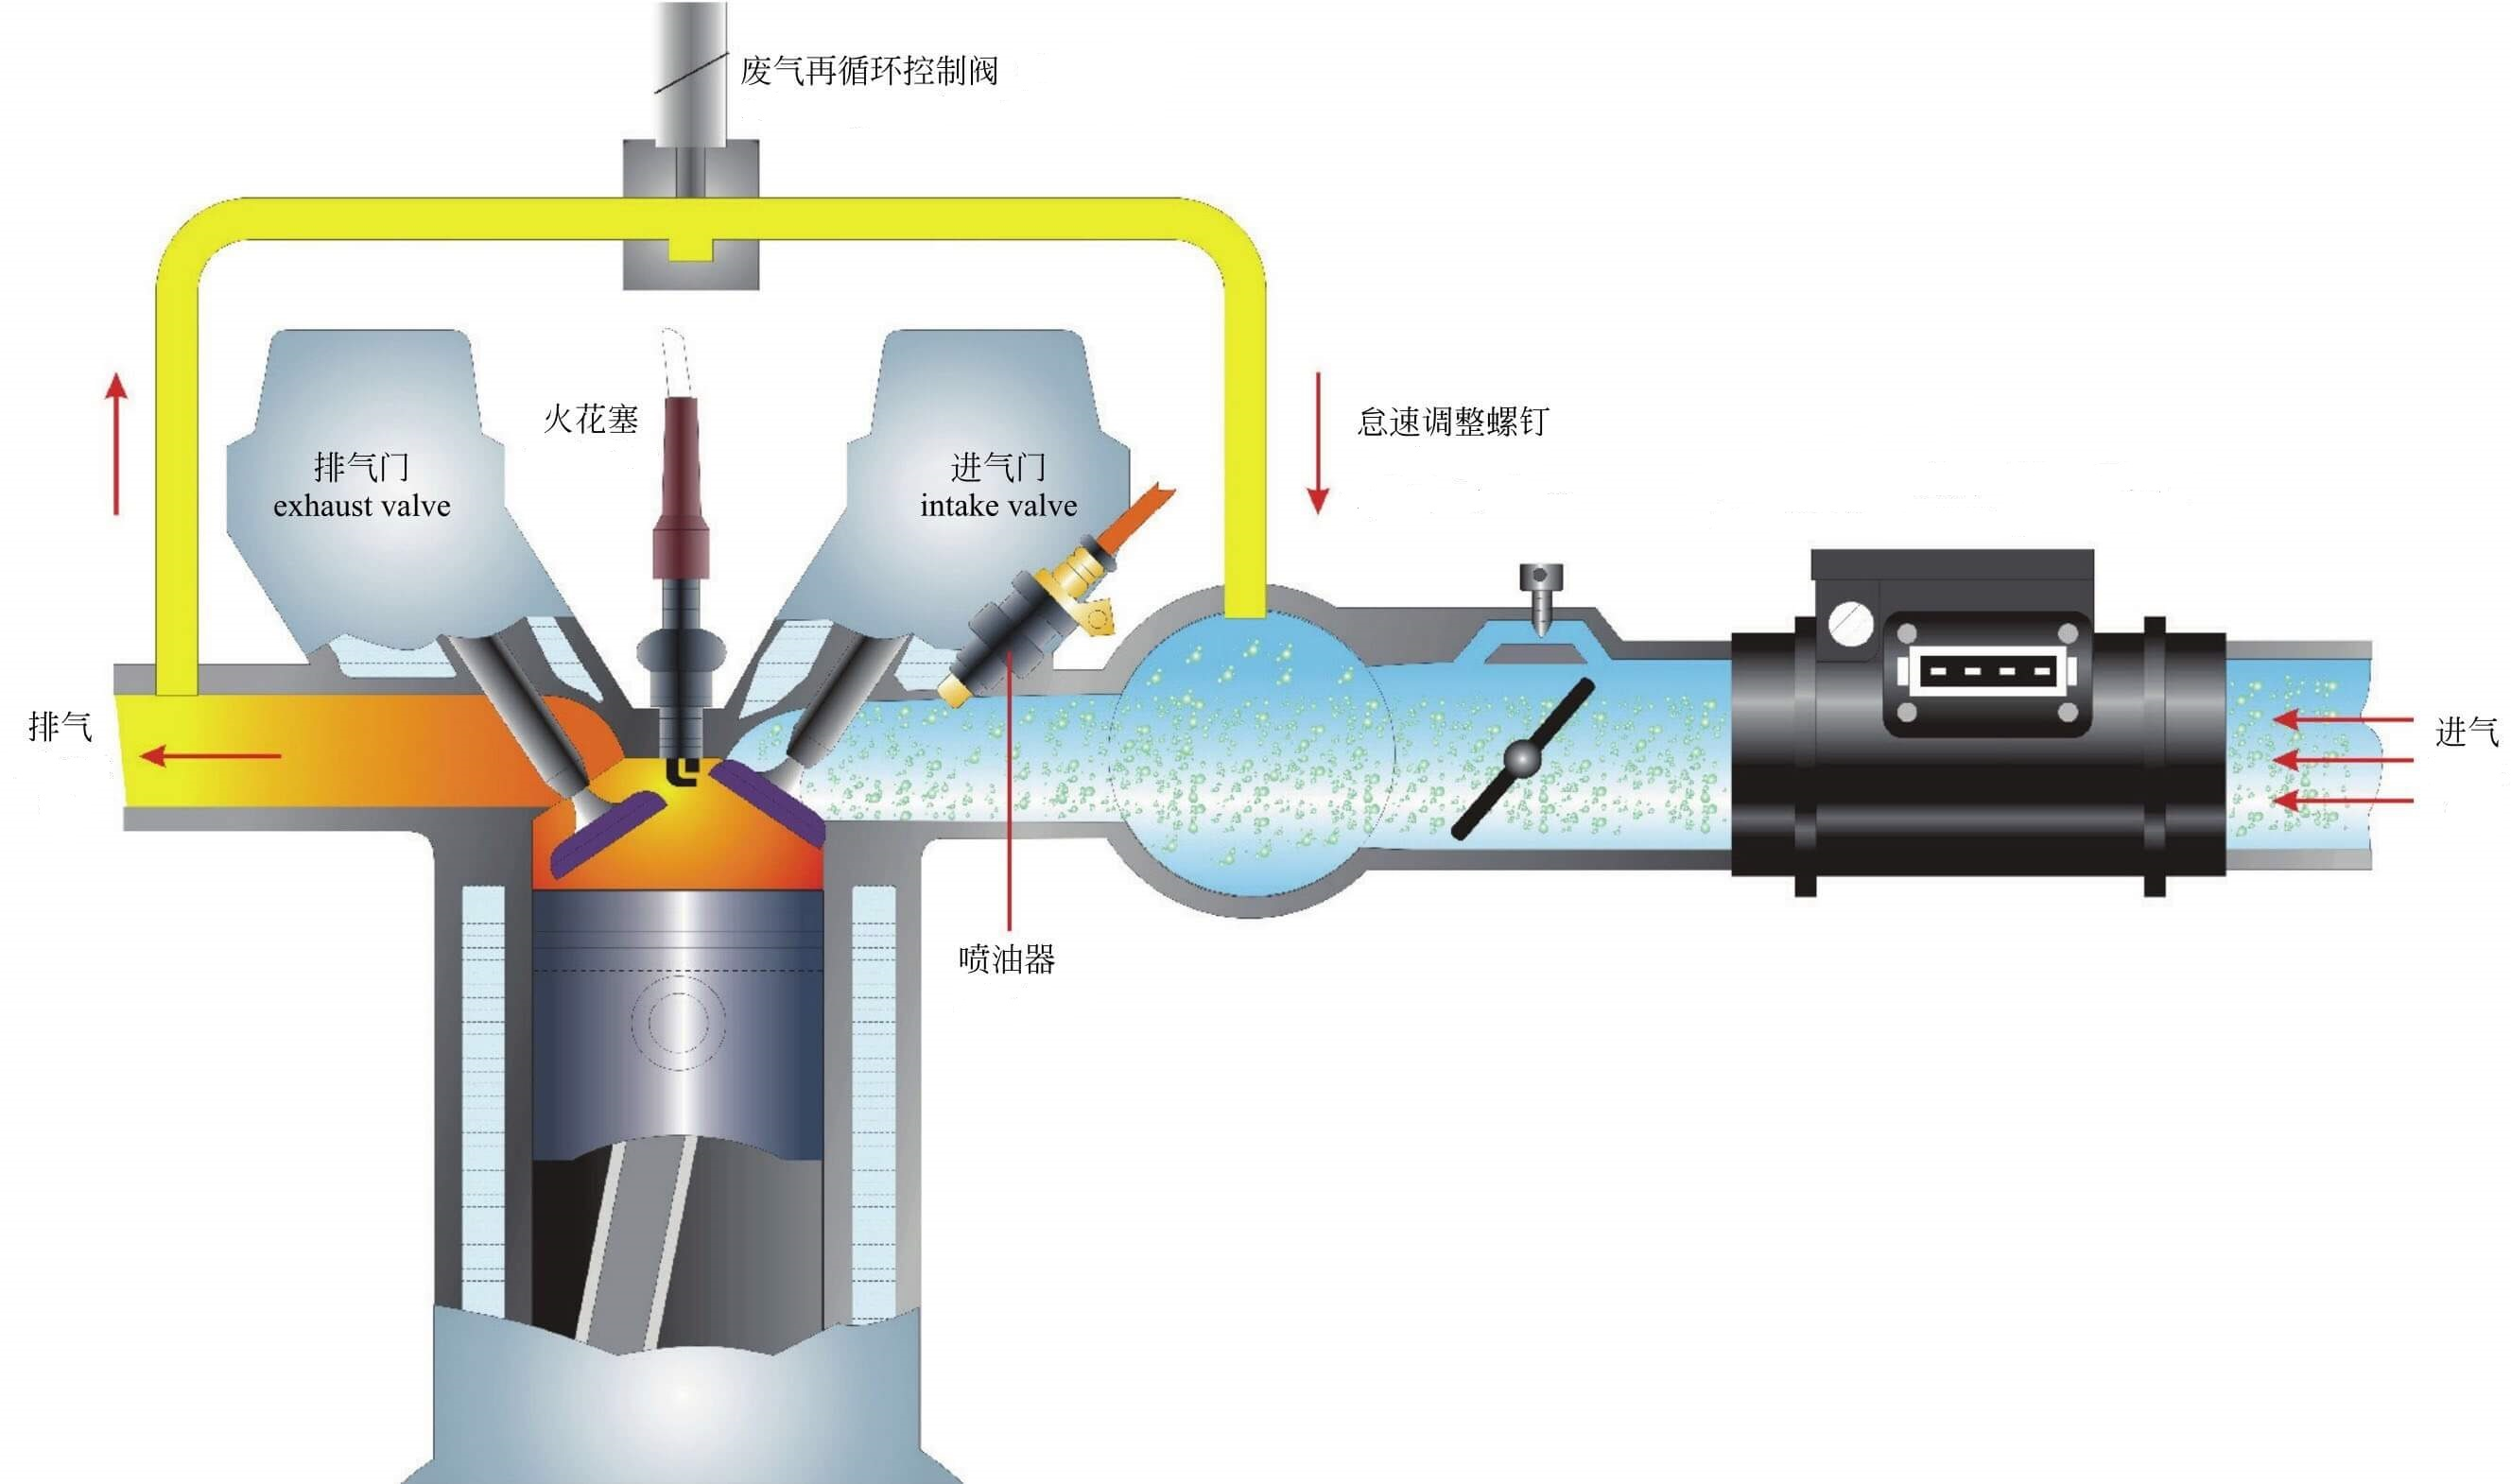 废气再循环控制阀
火花塞
怠速调整螺钉
排气门
exhaust valve
进气门
intake valve
排气
进气
喷油器